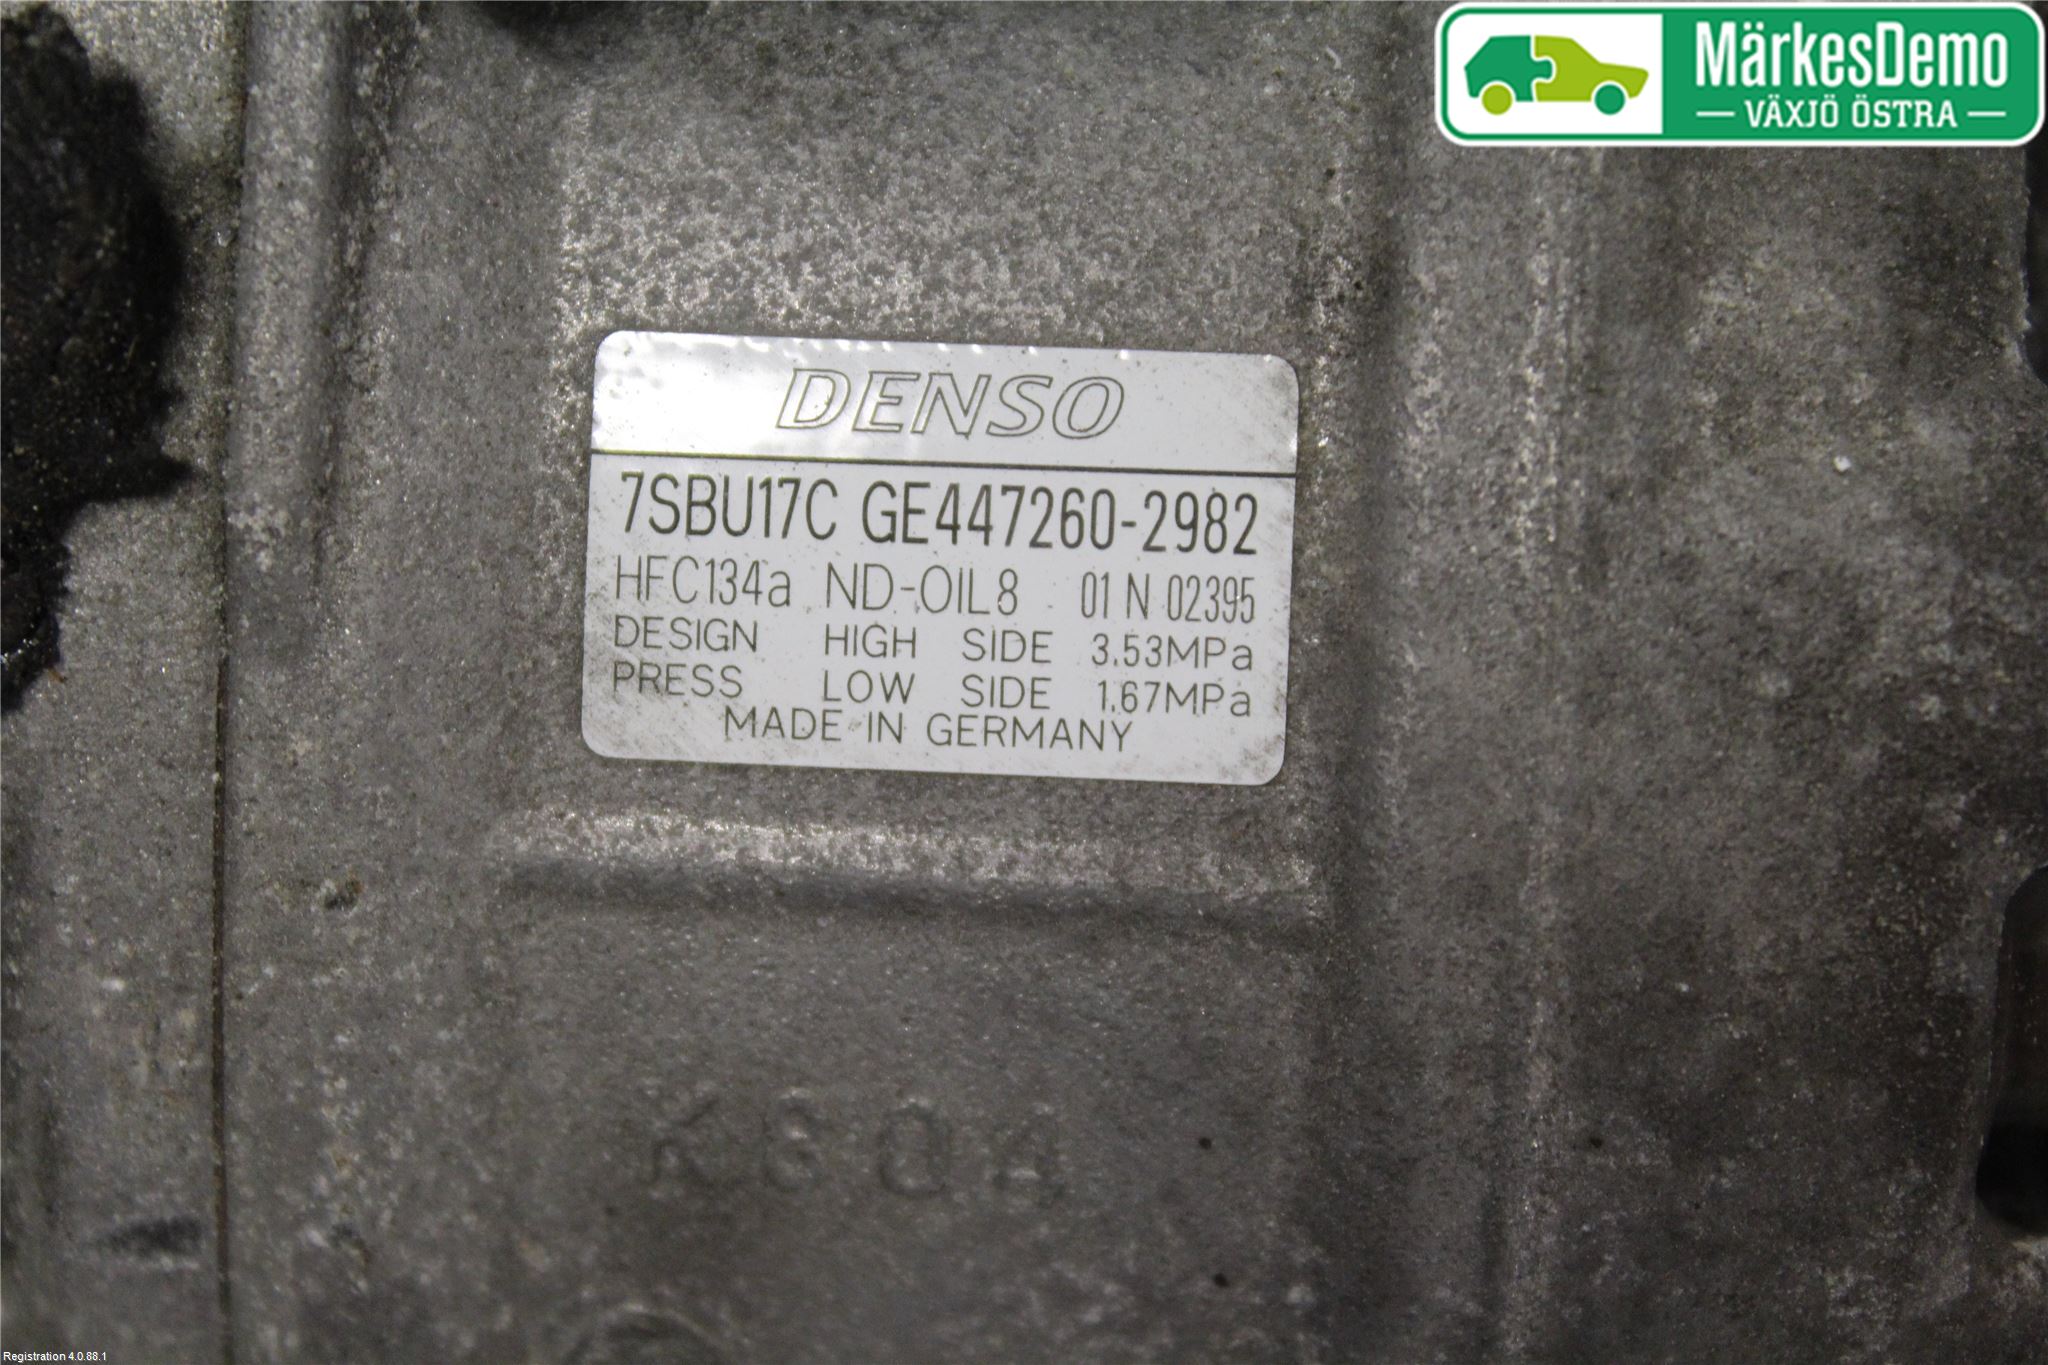 MärkesDemo
VÄXJÖ ÖSTRA
DENSO
7SBU17C GE447260-2982
HFC134a ND-OIL8 01 N 02395
DESIGN HIGH SIDE 3.53MPa
PRESS LOW SIDE 1.67MPa
MADE IN GERMANY
Registration 4.0.88.1